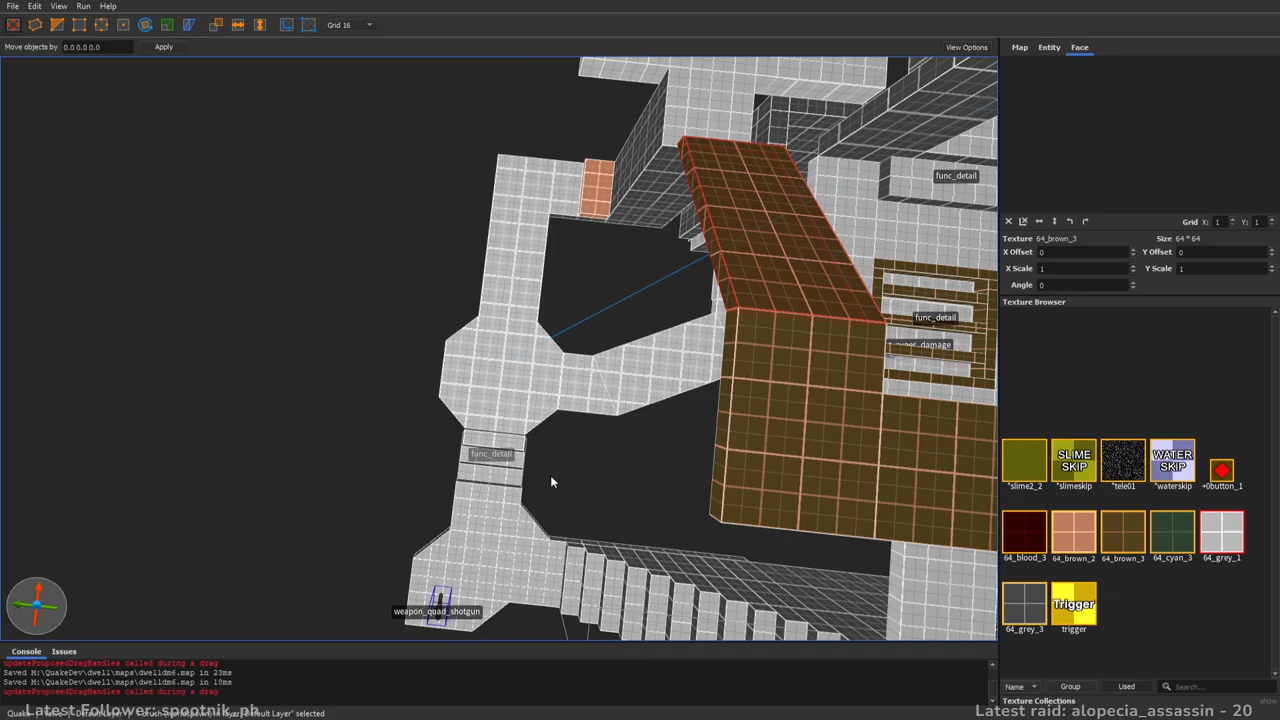 File Edit View Run Help
Grid 16
Move objects by 0.0 0.0 0.0 Apply View Options
Map Entity Face
func_detail
Grid X: 1 Y: 1
Texture 64_brown_3 Size 64 * 64
X Offset 0 Y Offset 0
X Scale 1 Y Scale 1
Angle 0
Texture Browser
func_detail
func_detail
weapon_quad_shotgun
SLIME SKIP WATER SKIP
*slime2_2 *slimeskip *tele01 *waterskip +0button_1
64_blood_3 64_brown_2 64_brown_3 64_cyan_3 64_grey_1
Trigger
64_grey_3 trigger
Console Issues
updateProposedDragHandles called during a drag
Saved M:\QuakeDev\dwell\maps\dwelldm6.map in 23ms
Saved M:\QuakeDev\dwell\maps\dwelldm6.map in 18ms
updateProposedDragHandles called during a drag
Name Group Used Search...
Texture Collections show
Latest Follower: spootnik_ph
Latest raid: alopecia_assassin - 20